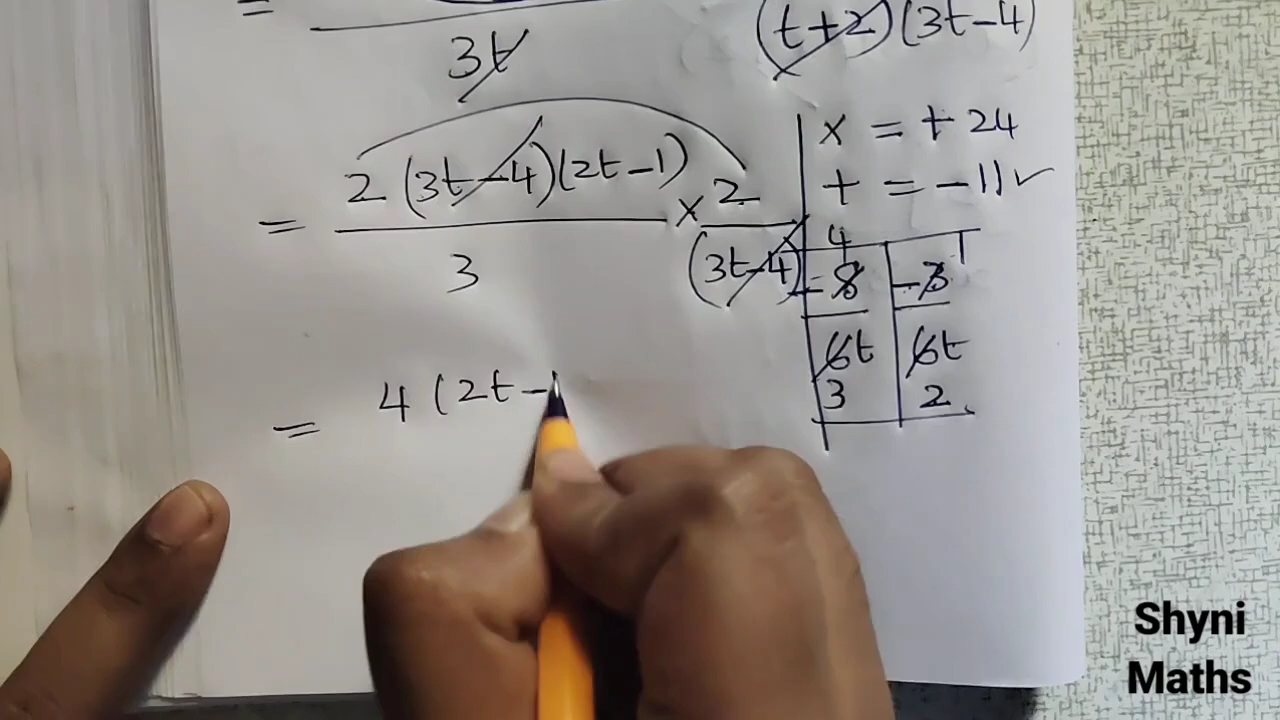 =
3t (t+2)(3t-4)
= 2(3t-4)(2t-1) × 2
3 (3t-4)
x = +24
+ = -11✓
4 1
-8 -3
6t 6t
3 2
= 4(2t-
Shyni
Maths